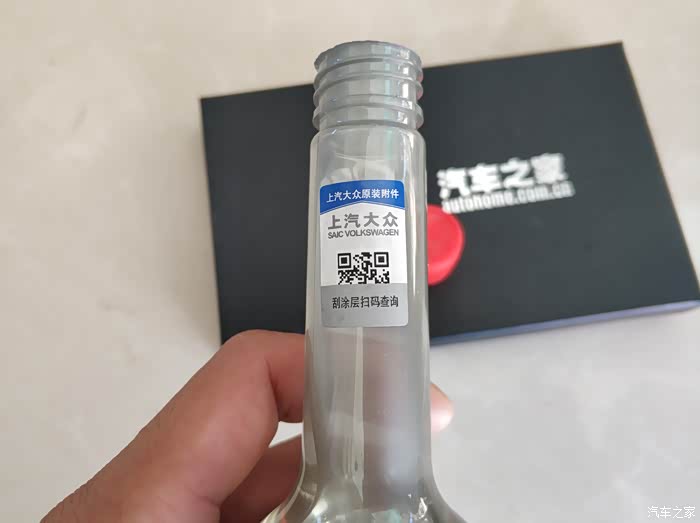 汽车之家
autohome.com.cn
上汽大众原装附件
上汽大众
SAIC VOLKSWAGEN
刮涂层扫码查询
汽车之家